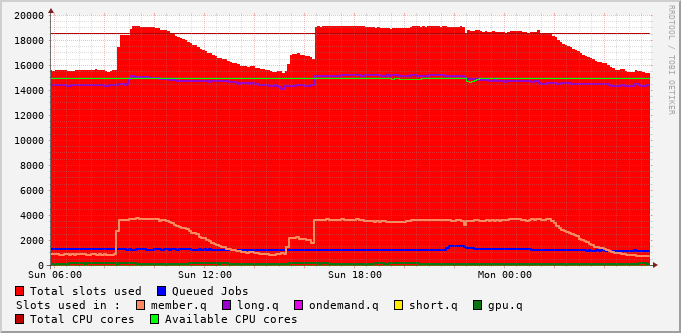 20000
18000
16000
14000
12000
10000
8000
6000
4000
2000
0
Sun 06:00 Sun 12:00 Sun 18:00 Mon 00:00
Total slots used Queued Jobs
Slots used in : member.q long.q ondemand.q short.q gpu.q
Total CPU cores Available CPU cores
RRDTOOL / TOBI OETIKER